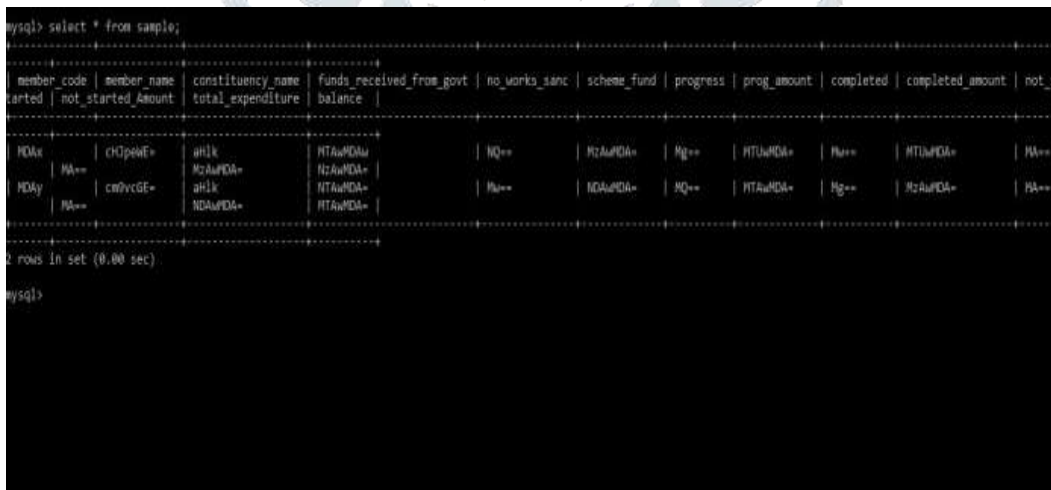 mysql> select * from sample;
| member_code | member_name | constituency_name | funds_received_from_govt | no_works_sanc | scheme_fund | progress | prog_amount | completed | completed_amount | not_
tarted | not_started_Amount | total_expenditure | balance |
| MDAx | cHJpeWE= | aHlk | MTAwMDAw | NQ== | MzAwMDA= | Mg== | MTUwMDA= | Mw== | MTUwMDA= | MA==
| MA== | MzAwMDA= | NzAwMDA= |
| MDAy | cm9vcGE= | aHlk | NTAwMDA= | Mw== | NDAwMDA= | MQ== | MTAwMDA= | Mg== | MzAwMDA= | MA==
| MA== | NDAwMDA= | MTAwMDA= |
2 rows in set (0.00 sec)
mysql>